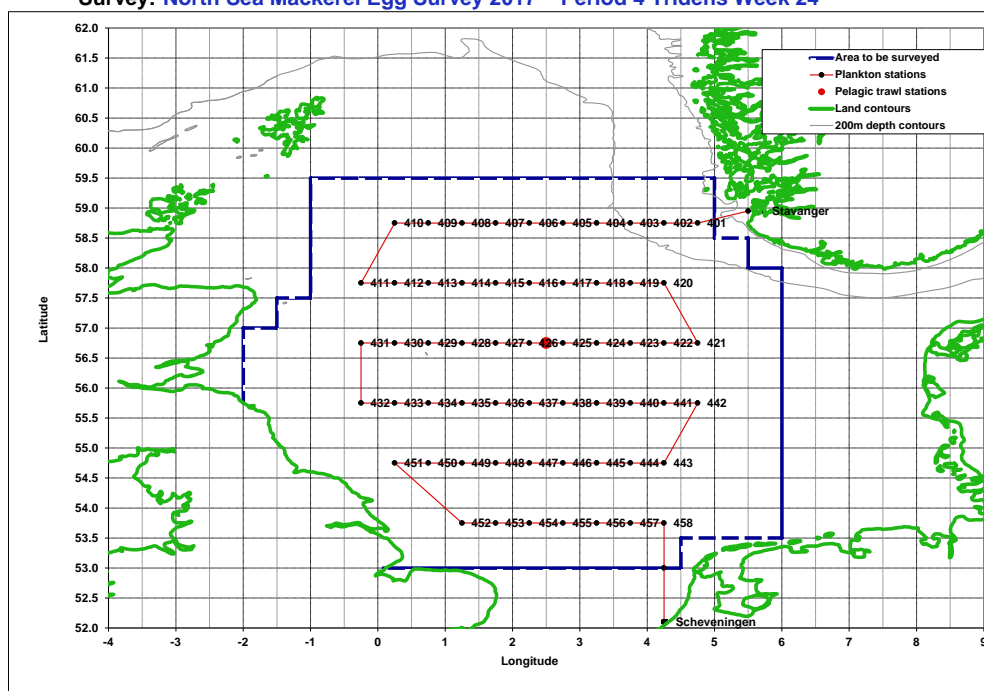 Survey: North Sea Mackerel Egg Survey 2017 Period 4 Tridens Week 24
62.0
61.5
61.0
60.5
60.0
59.5
59.0
58.5
58.0
57.5
57.0
56.5
56.0
55.5
55.0
54.5
54.0
53.5
53.0
52.5
52.0
Latitude
Area to be surveyed
Plankton stations
Pelagic trawl stations
Land contours
200m depth contours
Stavanger
410 409 408 407 406 405 404 403 402 401
411 412 413 414 415 416 417 418 419 420
431 430 429 428 427 426 425 424 423 422 421
432 433 434 435 436 437 438 439 440 441 442
451 450 449 448 447 446 445 444 443
452 453 454 455 456 457 458
Scheveningen
-4 -3 -2 -1 0 1 2 3 4 5 6 7 8 9
Longitude